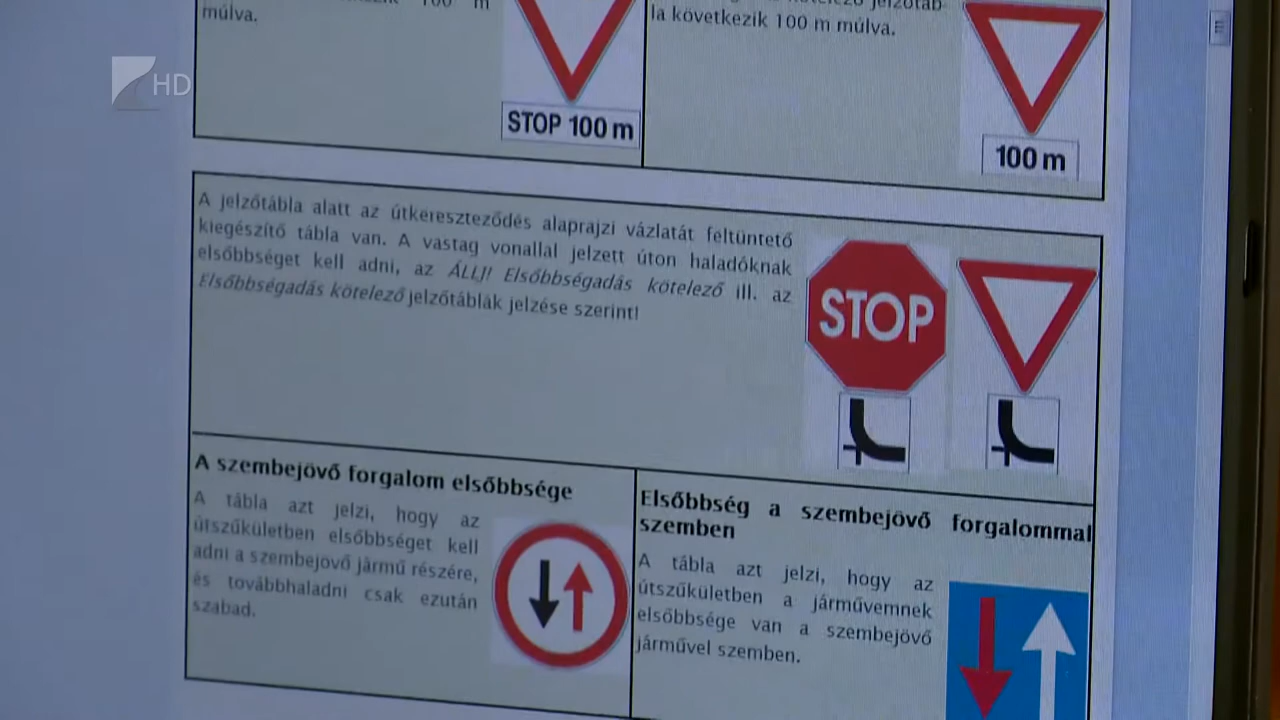 100 m
múlva.
STOP 100 m
la következik 100 m múlva.
100 m
HD
A jelzőtábla alatt az útkereszteződés alaprajzi vázlatát feltüntető
kiegészítő tábla van. A vastag vonallal jelzett úton haladóknak
elsőbbséget kell adni, az ÁLLJ! Elsőbbségadás kötelező ill. az
Elsőbbségadás kötelező jelzőtáblák jelzése szerint!
STOP
A szembejövő forgalom elsőbbsége
A tábla azt jelzi, hogy az
útszűkületben elsőbbséget kell
adni a szembejövő jármű részére,
és továbbhaladni csak ezután
szabad.
Elsőbbség a szembejövő forgalommal
szemben
A tábla azt jelzi, hogy az
útszűkületben a járművemnek
elsőbbsége van a szembejövő
járművel szemben.